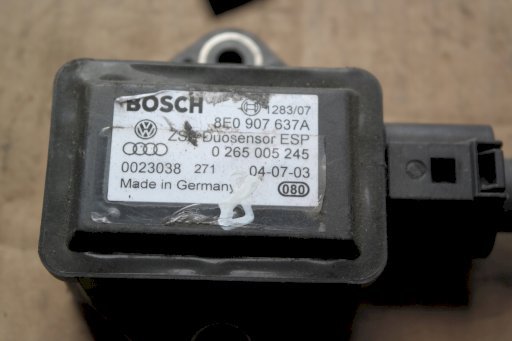 BOSCH 1283/07
8E0 907 637A
Duosensor ESP
0 265 005 245
0023038 271 04-07-03
Made in Germany 080